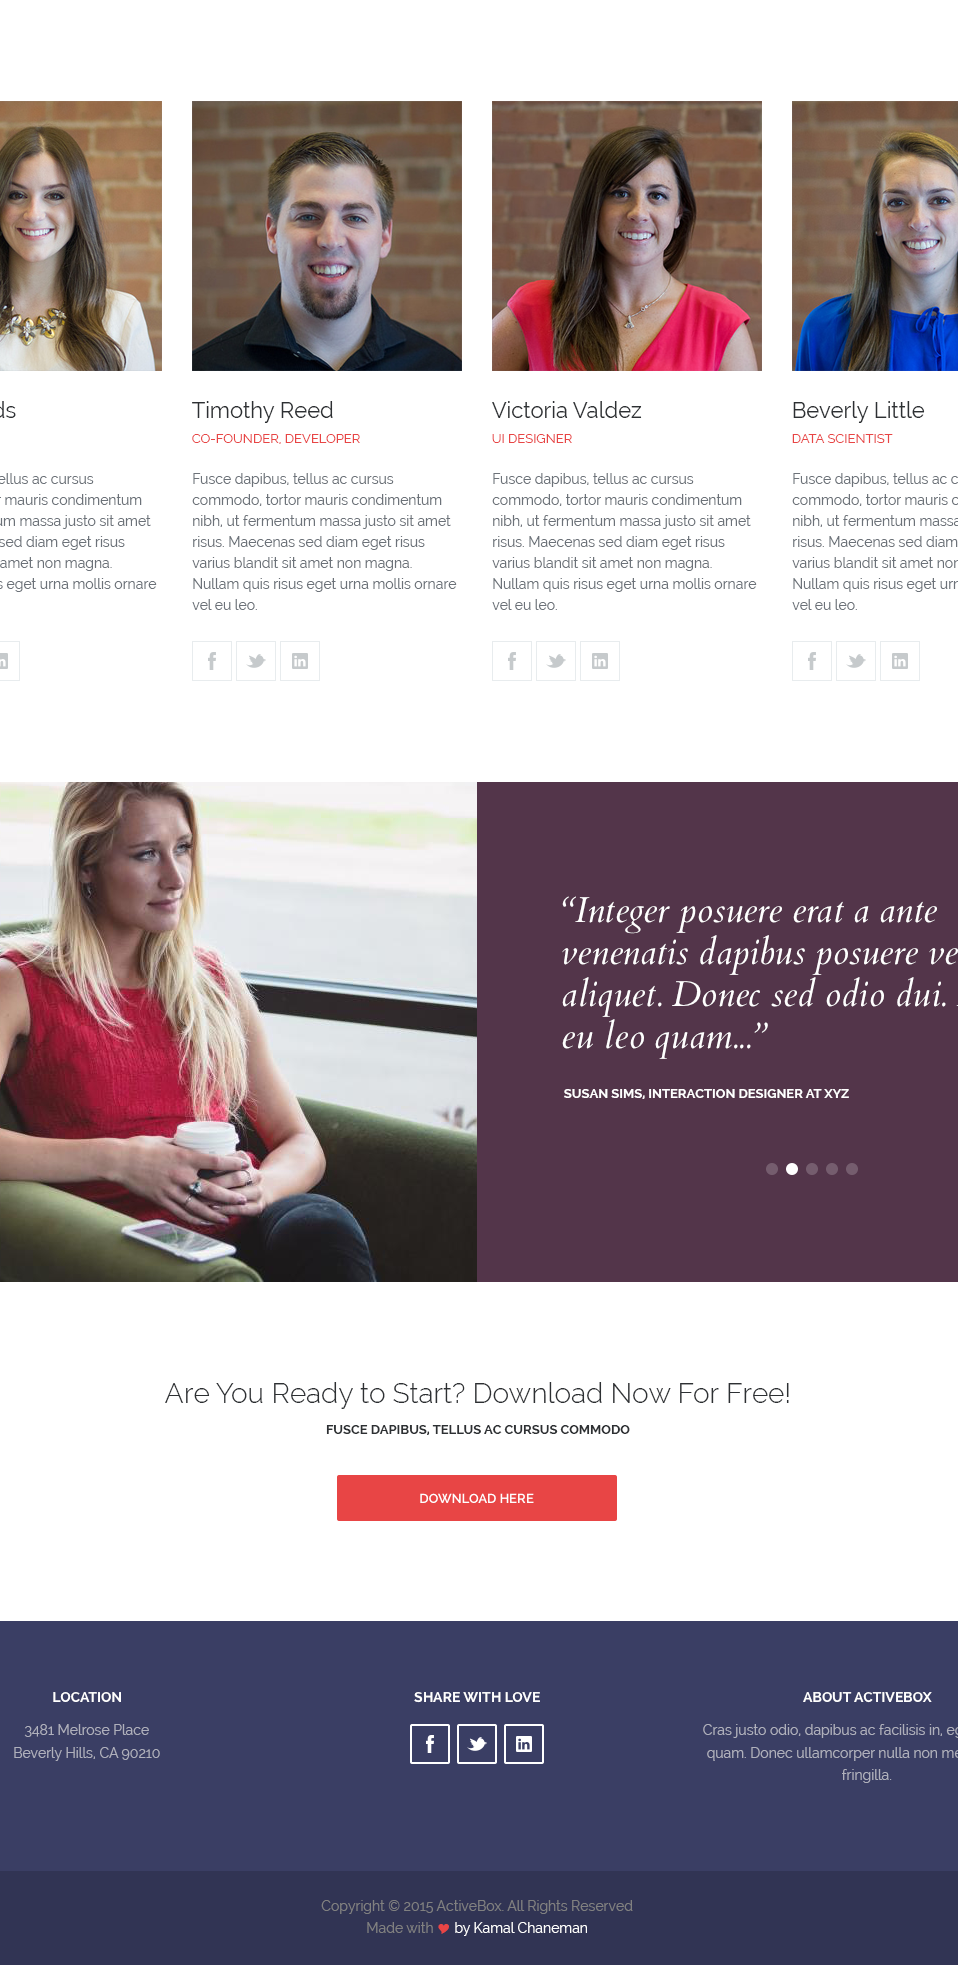 ds
tellus ac cursus
mauris condimentum
massa justo sit amet
sed diam eget risus
amet non magna.
eget urna mollis ornare
Timothy Reed
CO-FOUNDER, DEVELOPER
Fusce dapibus, tellus ac cursus
commodo, tortor mauris condimentum
nibh, ut fermentum massa justo sit amet
risus. Maecenas sed diam eget risus
varius blandit sit amet non magna.
Nullam quis risus eget urna mollis ornare
vel eu leo.
Victoria Valdez
UI DESIGNER
Fusce dapibus, tellus ac cursus
commodo, tortor mauris condimentum
nibh, ut fermentum massa justo sit amet
risus. Maecenas sed diam eget risus
varius blandit sit amet non magna.
Nullam quis risus eget urna mollis ornare
vel eu leo.
Beverly Little
DATA SCIENTIST
Fusce dapibus, tellus ac c
commodo, tortor mauris c
nibh, ut fermentum massa
risus. Maecenas sed diam
varius blandit sit amet nor
Nullam quis risus eget urn
vel eu leo.
“Integer posuere erat a ante
venenatis dapibus posuere ve
aliquet. Donec sed odio dui.
eu leo quam...”
SUSAN SIMS, INTERACTION DESIGNER AT XYZ
Are You Ready to Start? Download Now For Free!
FUSCE DAPIBUS, TELLUS AC CURSUS COMMODO
DOWNLOAD HERE
LOCATION
3481 Melrose Place
Beverly Hills, CA 90210
SHARE WITH LOVE
ABOUT ACTIVEBOX
Cras justo odio, dapibus ac facilisis in, eg
quam. Donec ullamcorper nulla non me
fringilla.
Copyright © 2015 ActiveBox. All Rights Reserved
Made with ♥ by Kamal Chaneman